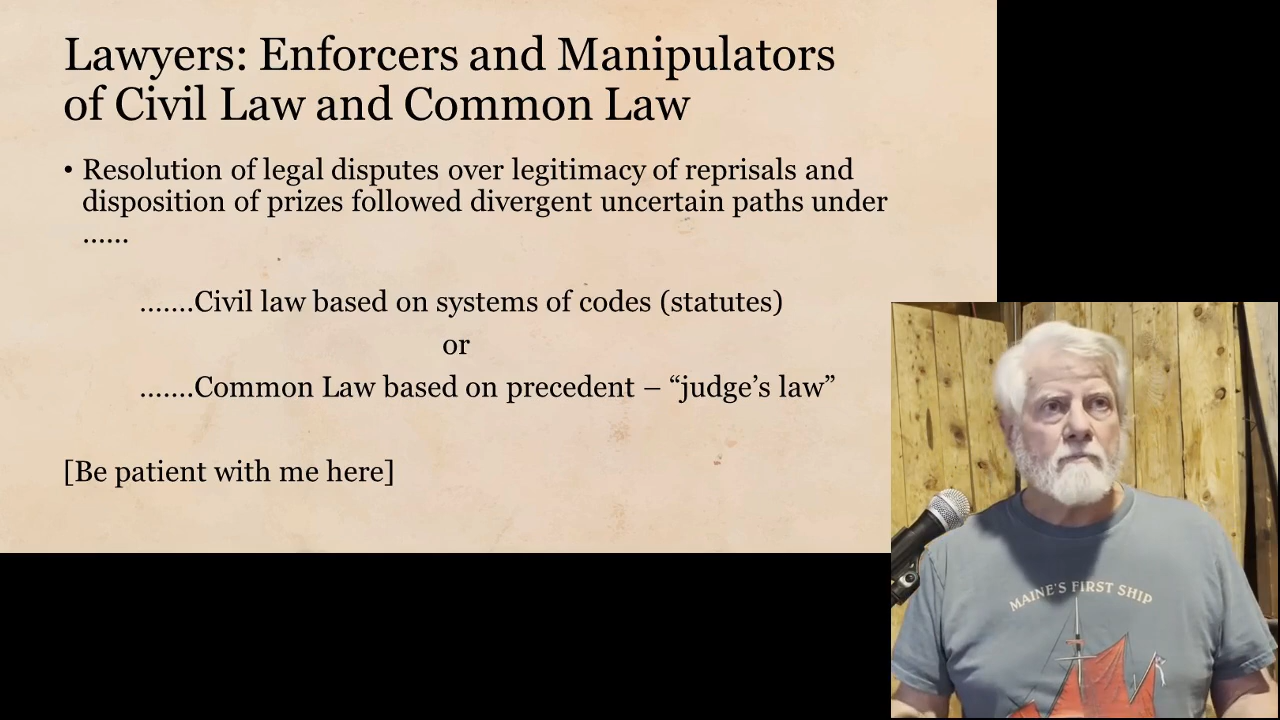 Lawyers: Enforcers and Manipulators
of Civil Law and Common Law
• Resolution of legal disputes over legitimacy of reprisals and
disposition of prizes followed divergent uncertain paths under
……
…….Civil law based on systems of codes (statutes)
or
…….Common Law based on precedent – “judge’s law”
[Be patient with me here]
MAINE'S FIRST SHIP